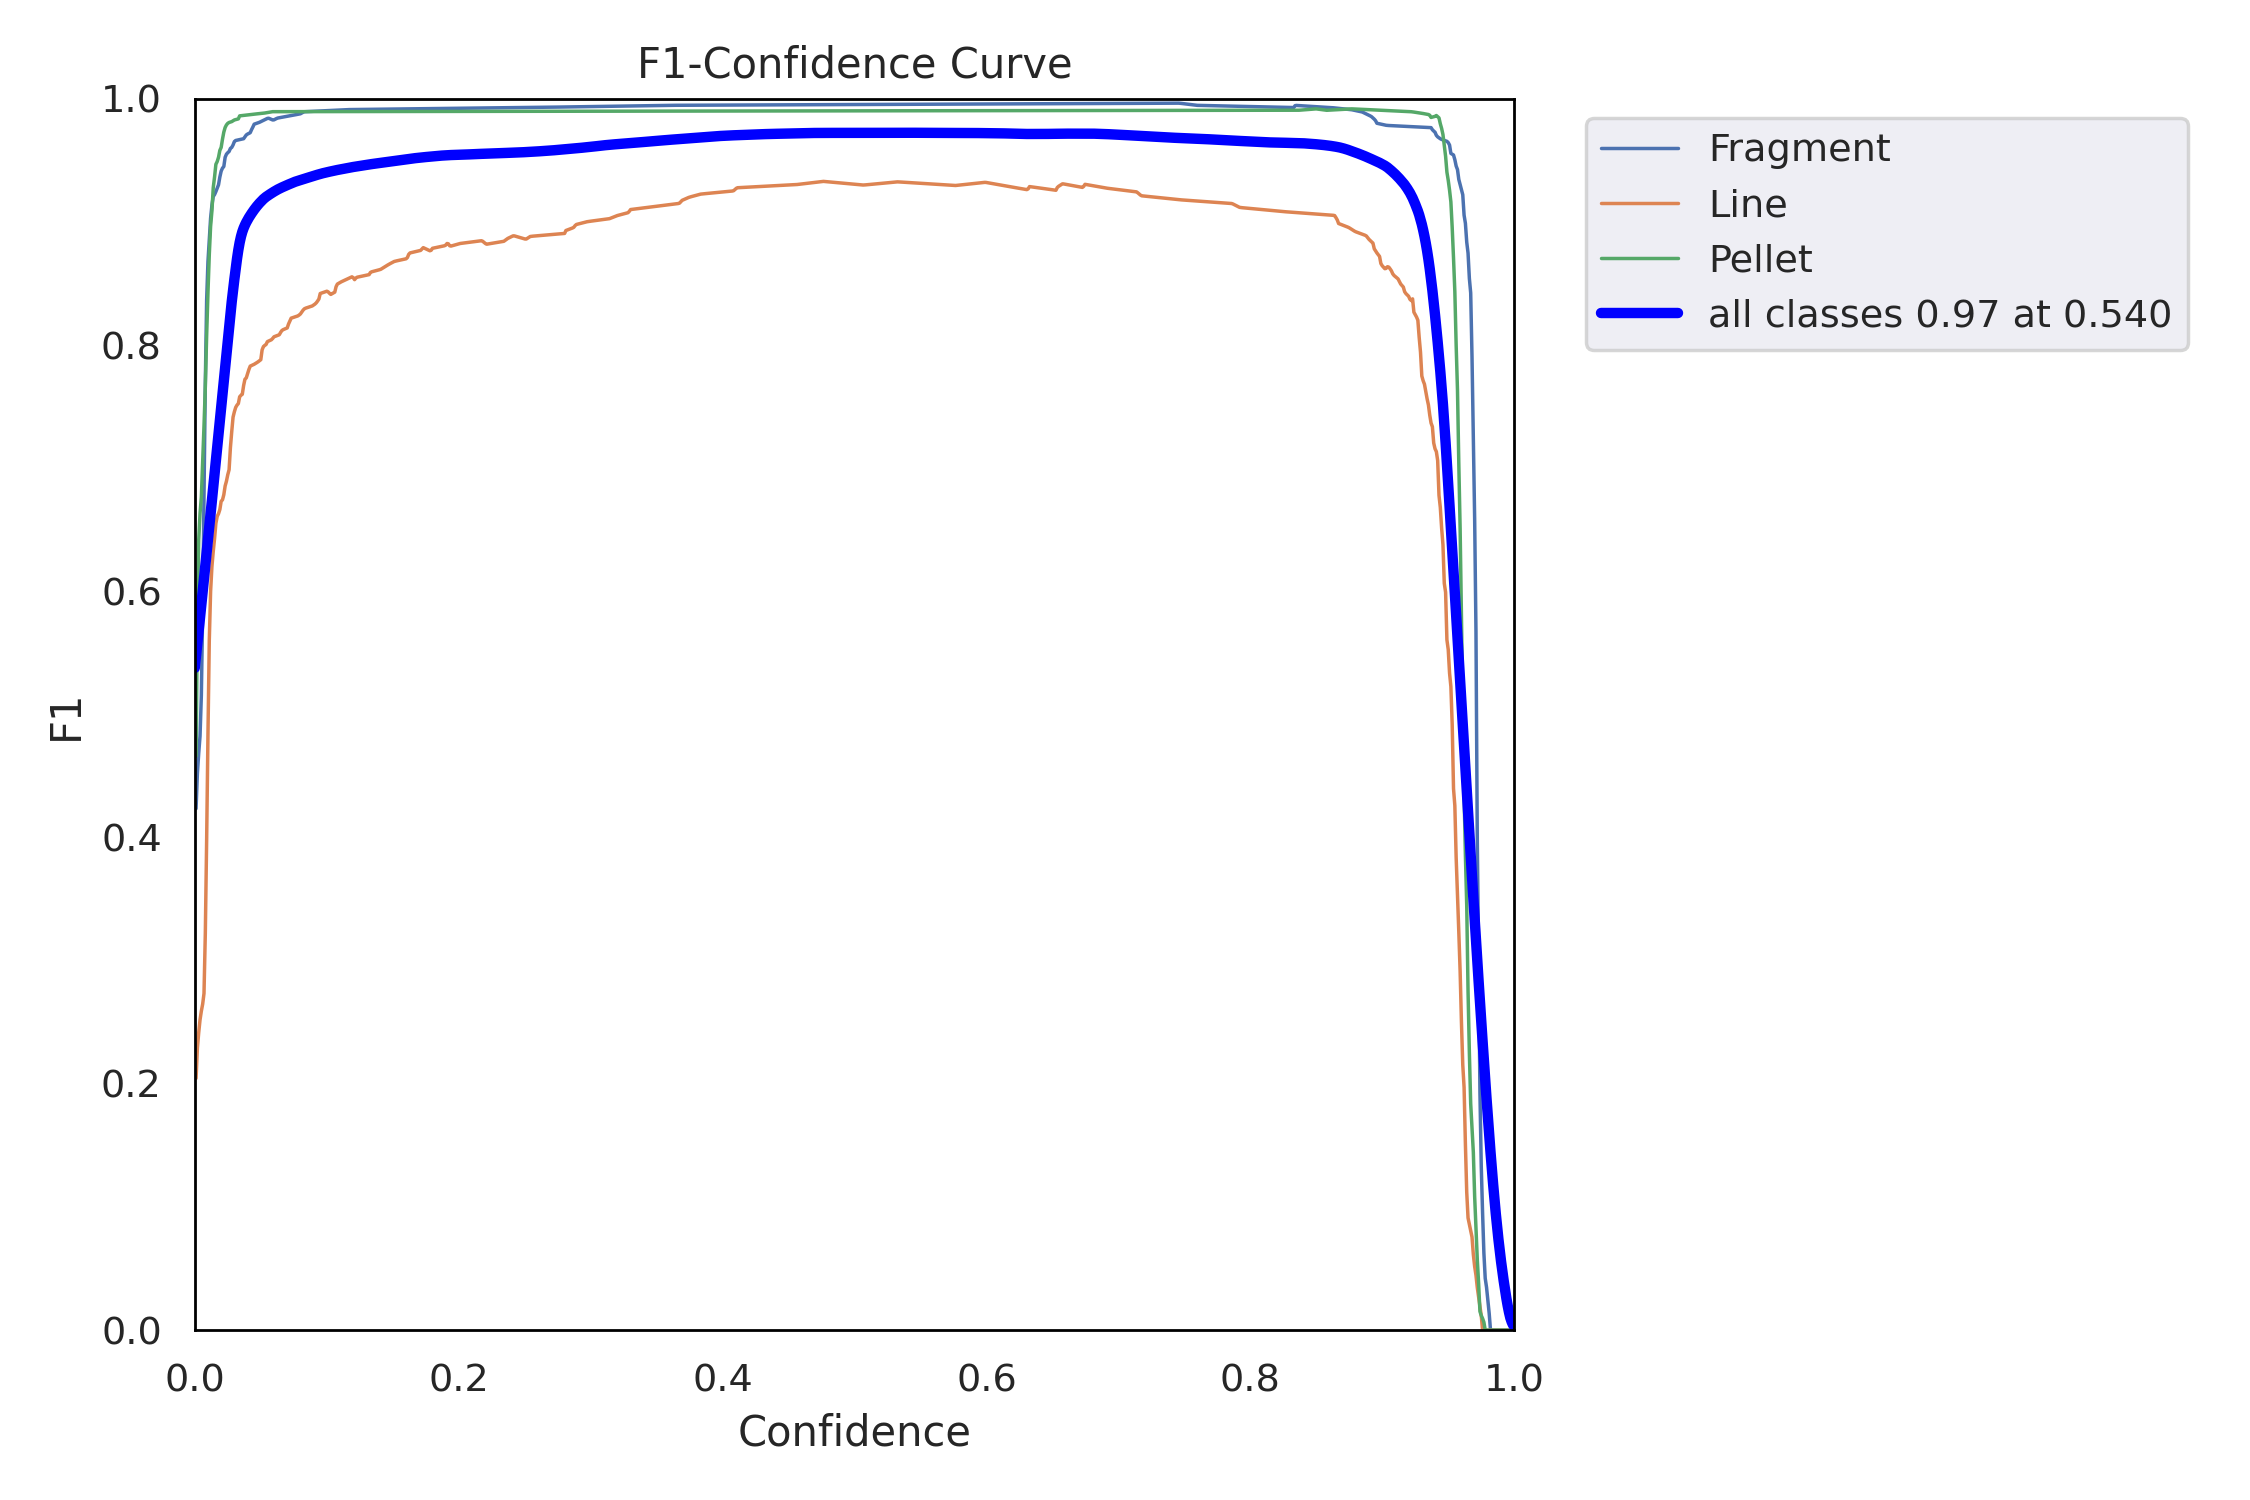 F1-Confidence Curve
1.0
0.8
0.6
0.4
0.2
0.0
F1
0.0 0.2 0.4 0.6 0.8 1.0
Confidence
Fragment
Line
Pellet
all classes 0.97 at 0.540